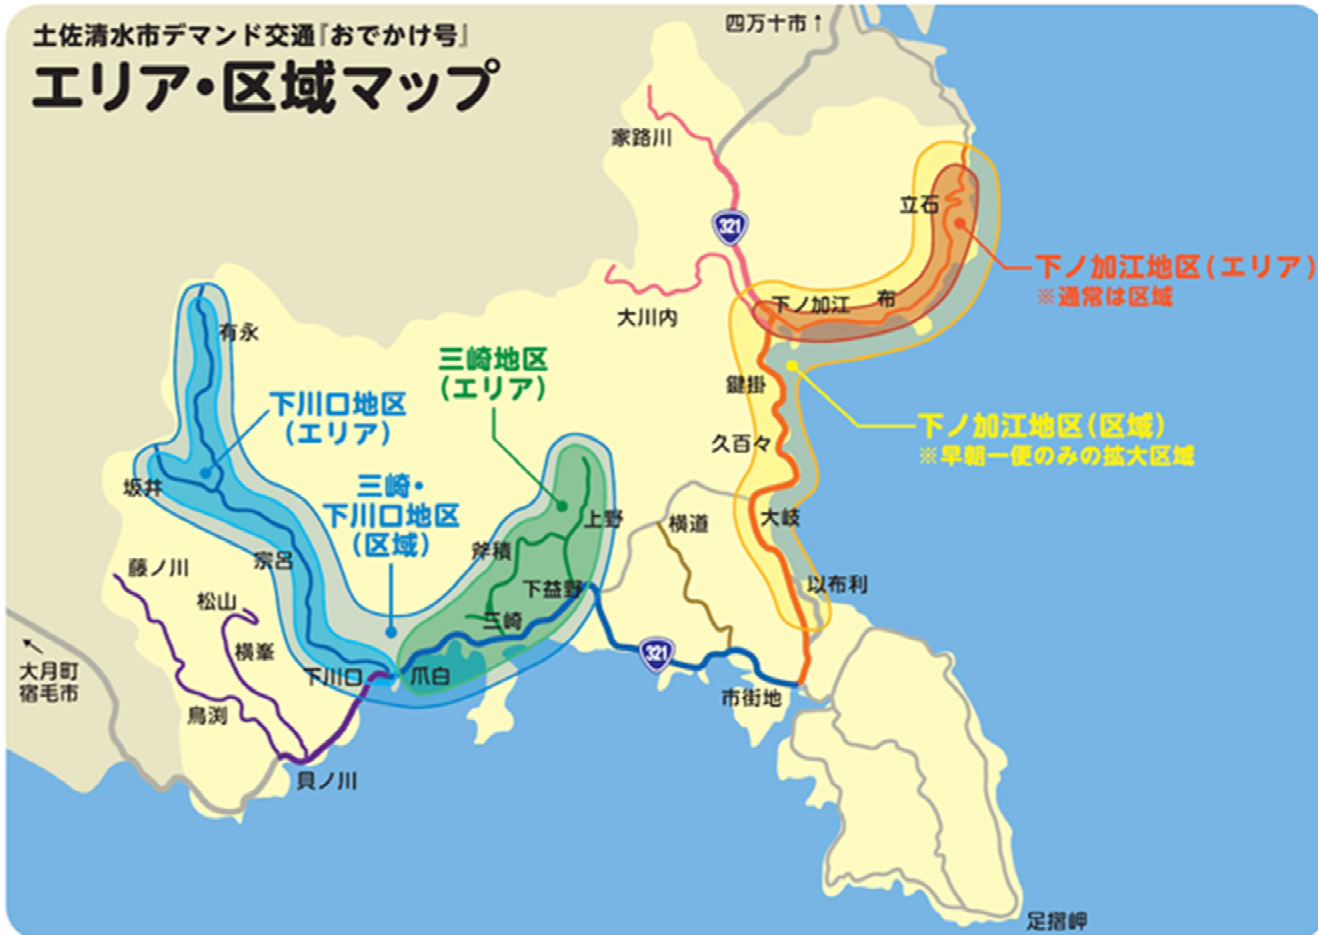 土佐清水市デマンド交通『おでかけ号』
エリア・区域マップ
四万十市↑
家路川
321
立石
下ノ加江地区(エリア)
※通常は区域
大川内
下ノ加江
布
有永
三崎地区
(エリア)
鍵掛
下川口地区
(エリア)
下ノ加江地区(区域)
※早朝一便のみの拡大区域
久百々
坂井
三崎・
下川口地区
(区域)
上野
横道
大岐
斧積
宗呂
藤ノ川
下益野
以布利
松山
三崎
横峯
321
大月町
宿毛市
下川口
爪白
市街地
鳥渕
貝ノ川
足摺岬